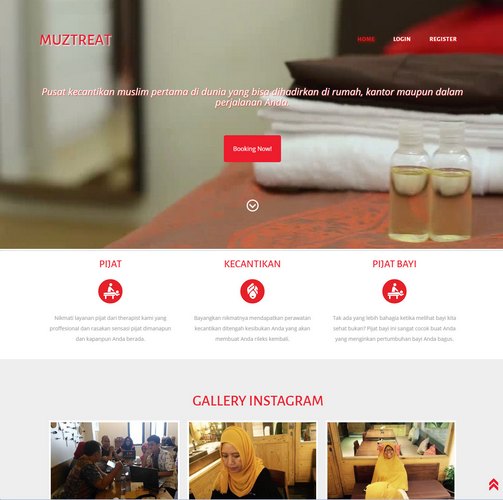 MUZTREAT
HOME LOGIN REGISTER
Pusat kecantikan muslim pertama di dunia yang bisa dihadirkan di rumah, kantor maupun dalam
perjalanan Anda.
Booking Now!
PIJAT
Nikmati layanan pijat dan therapist kami yang
proffesional dan rasakan sensasi pijat dimanapun
dan kapanpun Anda berada.
KECANTIKAN
Bayangkan nikmatnya mendapatkan perawatan
kecantikan ditengah kesibukan Anda yang akan
membuat Anda rileks kembali.
PIJAT BAYI
Tak ada yang lebih bahagia ketika melihat bayi kita
sehat bukan? Pijat bayi ini sangat cocok buat Anda
yang mengirikan pertumbuhan bayi Anda bagus.
GALLERY INSTAGRAM